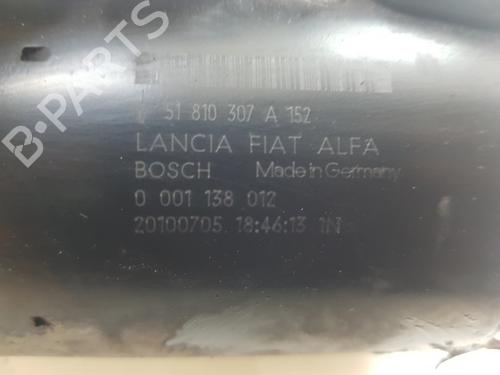 51 810 307 A 152
LANCIA FIAT ALFA
BOSCH Made in Germany
0 001 138 012
20100705 18:46:13 1N
B-PARTS
B-PARTS